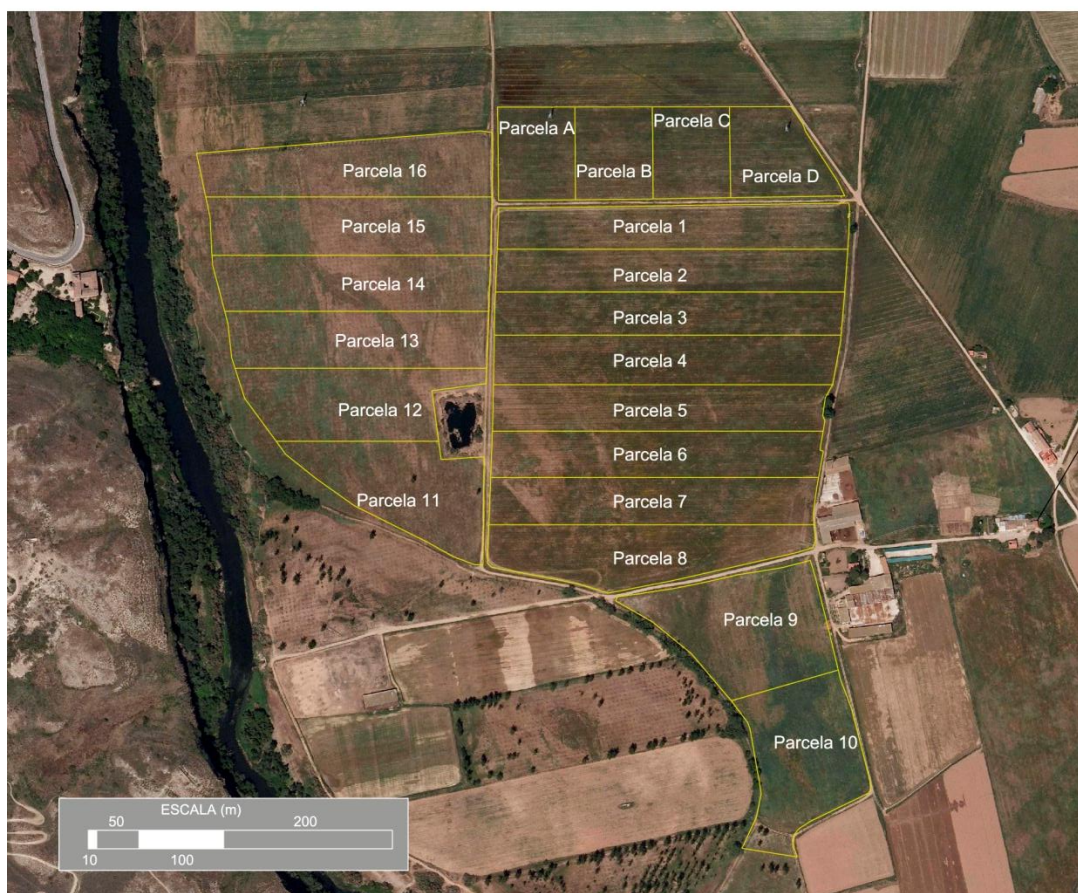 Parcela A
Parcela C
Parcela B
Parcela D
Parcela 16
Parcela 15
Parcela 14
Parcela 13
Parcela 12
Parcela 11
Parcela 1
Parcela 2
Parcela 3
Parcela 4
Parcela 5
Parcela 6
Parcela 7
Parcela 8
Parcela 9
Parcela 10
ESCALA (m)
50 200
10 100